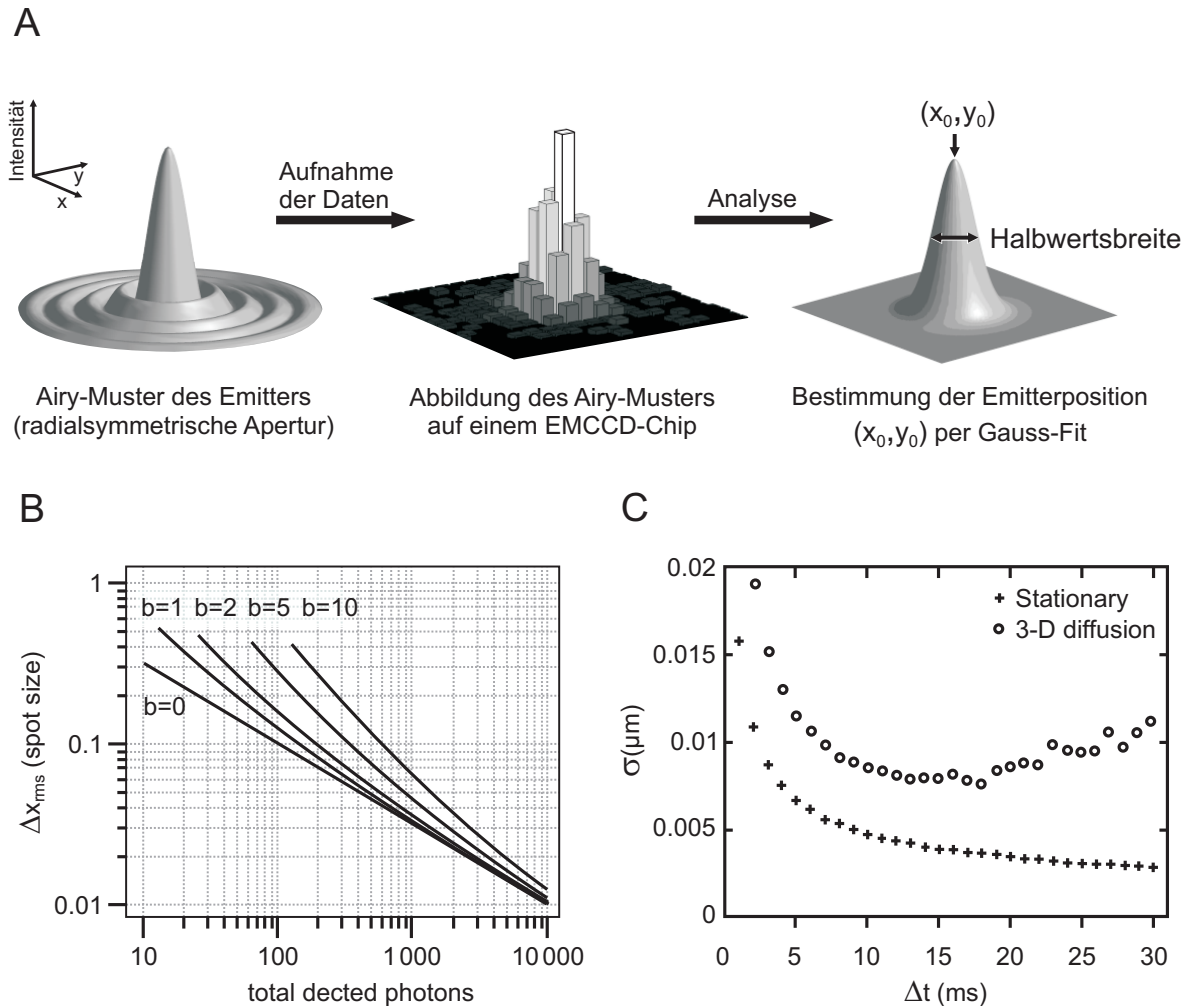 A
Intensität
y
x
Aufnahme
der Daten
Analyse
(x₀,y₀)
Halbwertsbreite
Airy-Muster des Emitters
(radialsymmetrische Apertur)
Abbildung des Airy-Musters
auf einem EMCCD-Chip
Bestimmung der Emitterposition
(x₀,y₀) per Gauss-Fit
B
Δxrms (spot size)
1
0.1
0.01
b=1 b=2 b=5 b=10
b=0
10 100 1 000 10 000
total dected photons
C
σ(µm)
0.02
0.015
0.01
0.005
0
+ Stationary
o 3-D diffusion
0 5 10 15 20 25 30
Δt (ms)